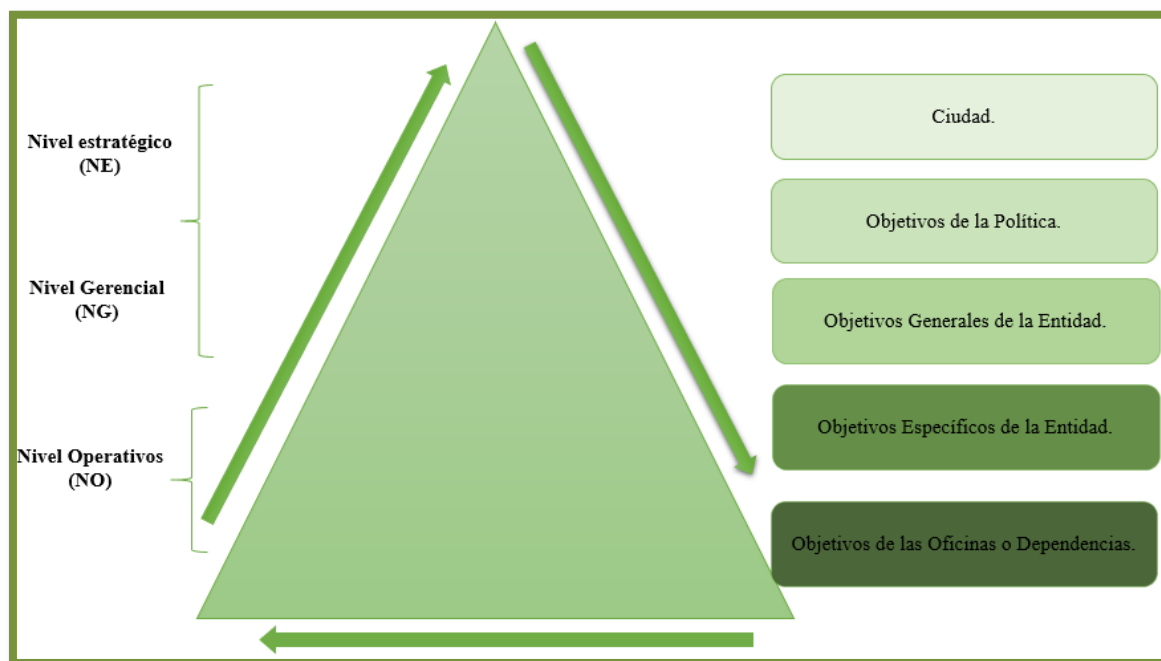 Nivel estratégico
(NE)
Nivel Gerencial
(NG)
Nivel Operativos
(NO)
Ciudad.
Objetivos de la Política.
Objetivos Generales de la Entidad.
Objetivos Específicos de la Entidad.
Objetivos de las Oficinas o Dependencias.